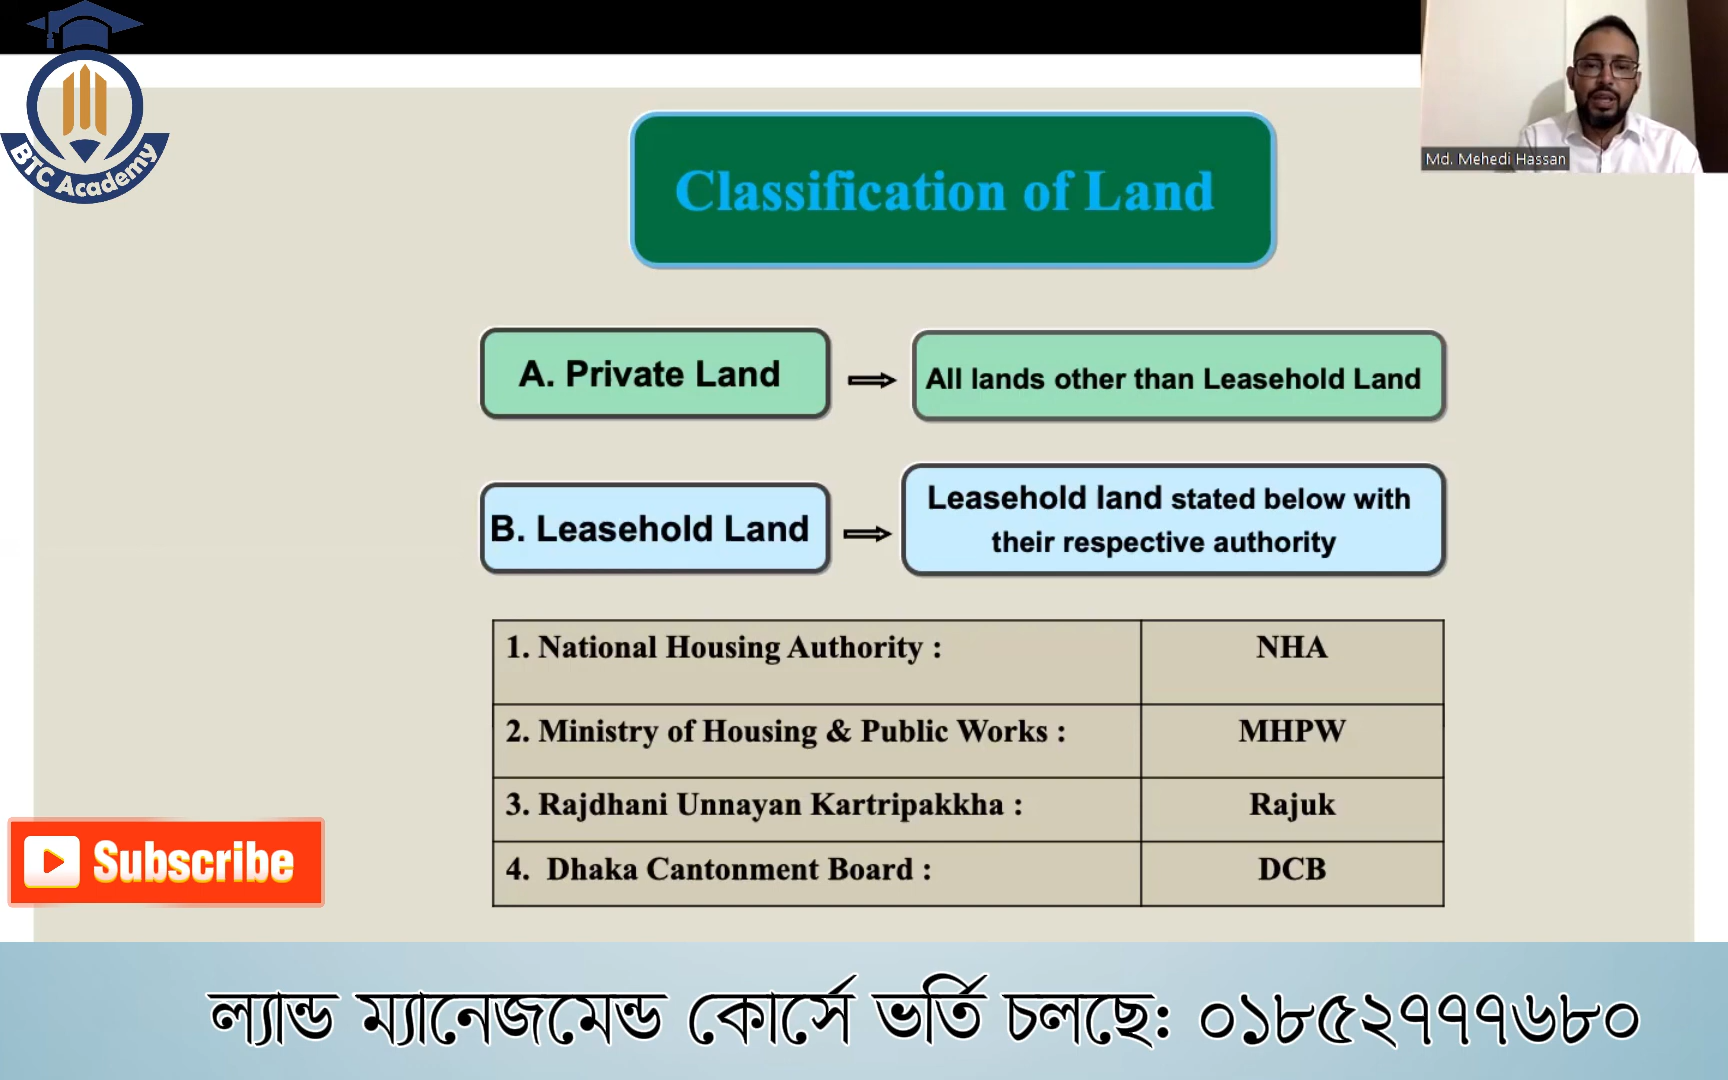 BTC Academy
Md. Mehedi Hassan
Classification of Land
A. Private Land
All lands other than Leasehold Land
B. Leasehold Land
Leasehold land stated below with
their respective authority
1. National Housing Authority : NHA
2. Ministry of Housing & Public Works : MHPW
3. Rajdhani Unnayan Kartripakkha : Rajuk
4. Dhaka Cantonment Board : DCB
Subscribe
ল্যান্ড ম্যানেজমেন্ড কোর্সে ভর্তি চলছে: ০১৮৫২৭৭৭৬৮০